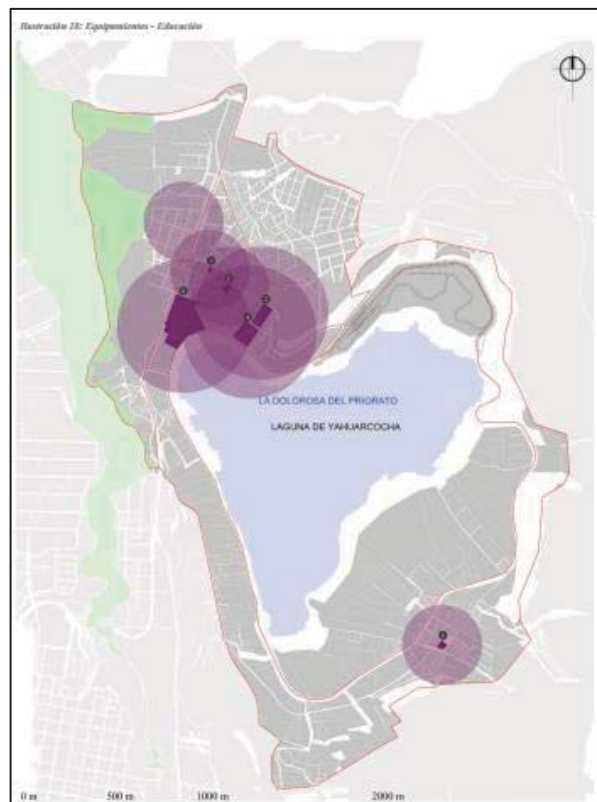 Ilustración 18: Equipamientos - Educación
LA DOLOROSA DEL PRIORATO
LAGUNA DE YAHUARCOCHA
0 m 500 m 1000 m 2000 m